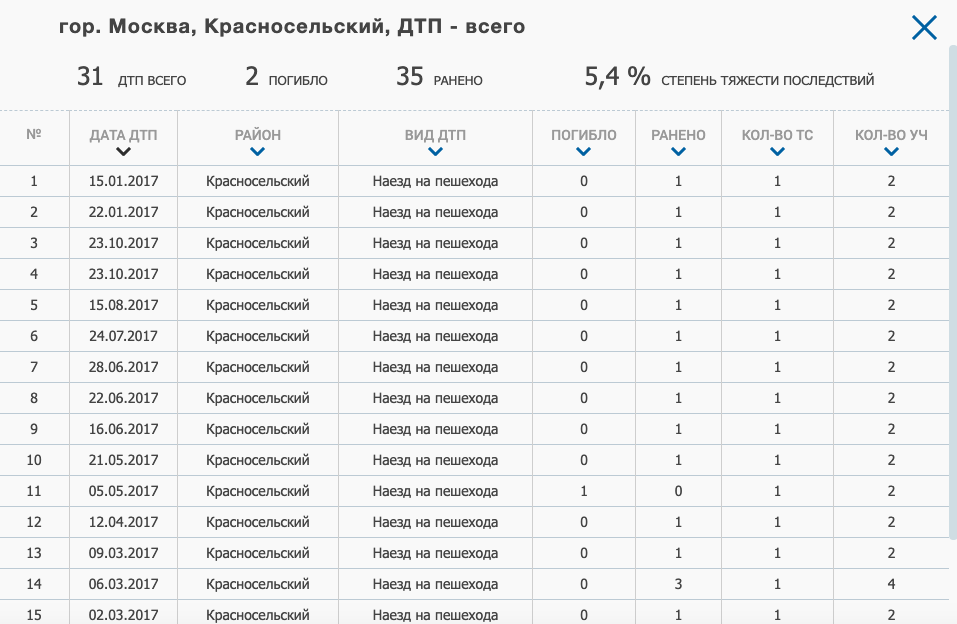 гор. Москва, Красносельский, ДТП - всего
31 ДТП ВСЕГО 2 ПОГИБЛО 35 РАНЕНО 5,4 % СТЕПЕНЬ ТЯЖЕСТИ ПОСЛЕДСТВИЙ
№ ДАТА ДТП РАЙОН ВИД ДТП ПОГИБЛО РАНЕНО КОЛ-ВО ТС КОЛ-ВО УЧ
1 15.01.2017 Красносельский Наезд на пешехода 0 1 1 2
2 22.01.2017 Красносельский Наезд на пешехода 0 1 1 2
3 23.10.2017 Красносельский Наезд на пешехода 0 1 1 2
4 23.10.2017 Красносельский Наезд на пешехода 0 1 1 2
5 15.08.2017 Красносельский Наезд на пешехода 0 1 1 2
6 24.07.2017 Красносельский Наезд на пешехода 0 1 1 2
7 28.06.2017 Красносельский Наезд на пешехода 0 1 1 2
8 22.06.2017 Красносельский Наезд на пешехода 0 1 1 2
9 16.06.2017 Красносельский Наезд на пешехода 0 1 1 2
10 21.05.2017 Красносельский Наезд на пешехода 0 1 1 2
11 05.05.2017 Красносельский Наезд на пешехода 1 0 1 2
12 12.04.2017 Красносельский Наезд на пешехода 0 1 1 2
13 09.03.2017 Красносельский Наезд на пешехода 0 1 1 2
14 06.03.2017 Красносельский Наезд на пешехода 0 3 1 4
15 02.03.2017 Красносельский Наезд на пешехода 0 1 1 2